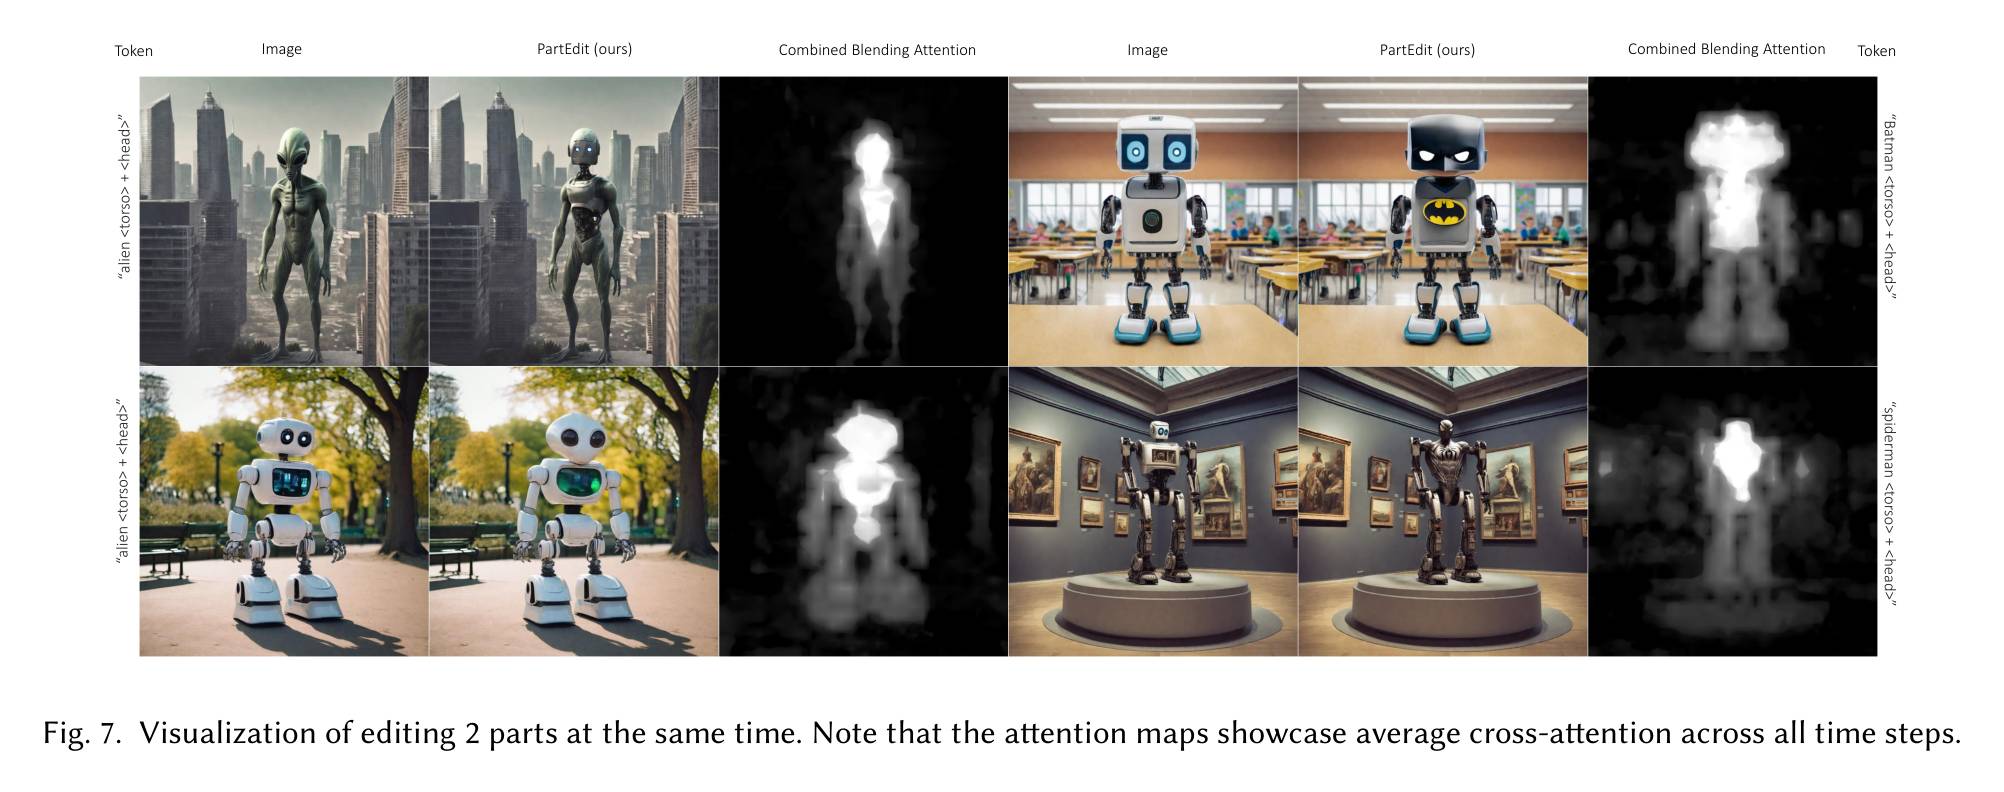 Token Image PartEdit (ours) Combined Blending Attention Image PartEdit (ours) Combined Blending Attention Token
“alien <torso> + <head>”
“Batman <torso> + <head>”
“alien <torso> + <head>”
“spiderman <torso> + <head>”
Fig. 7. Visualization of editing 2 parts at the same time. Note that the attention maps showcase average cross-attention across all time steps.